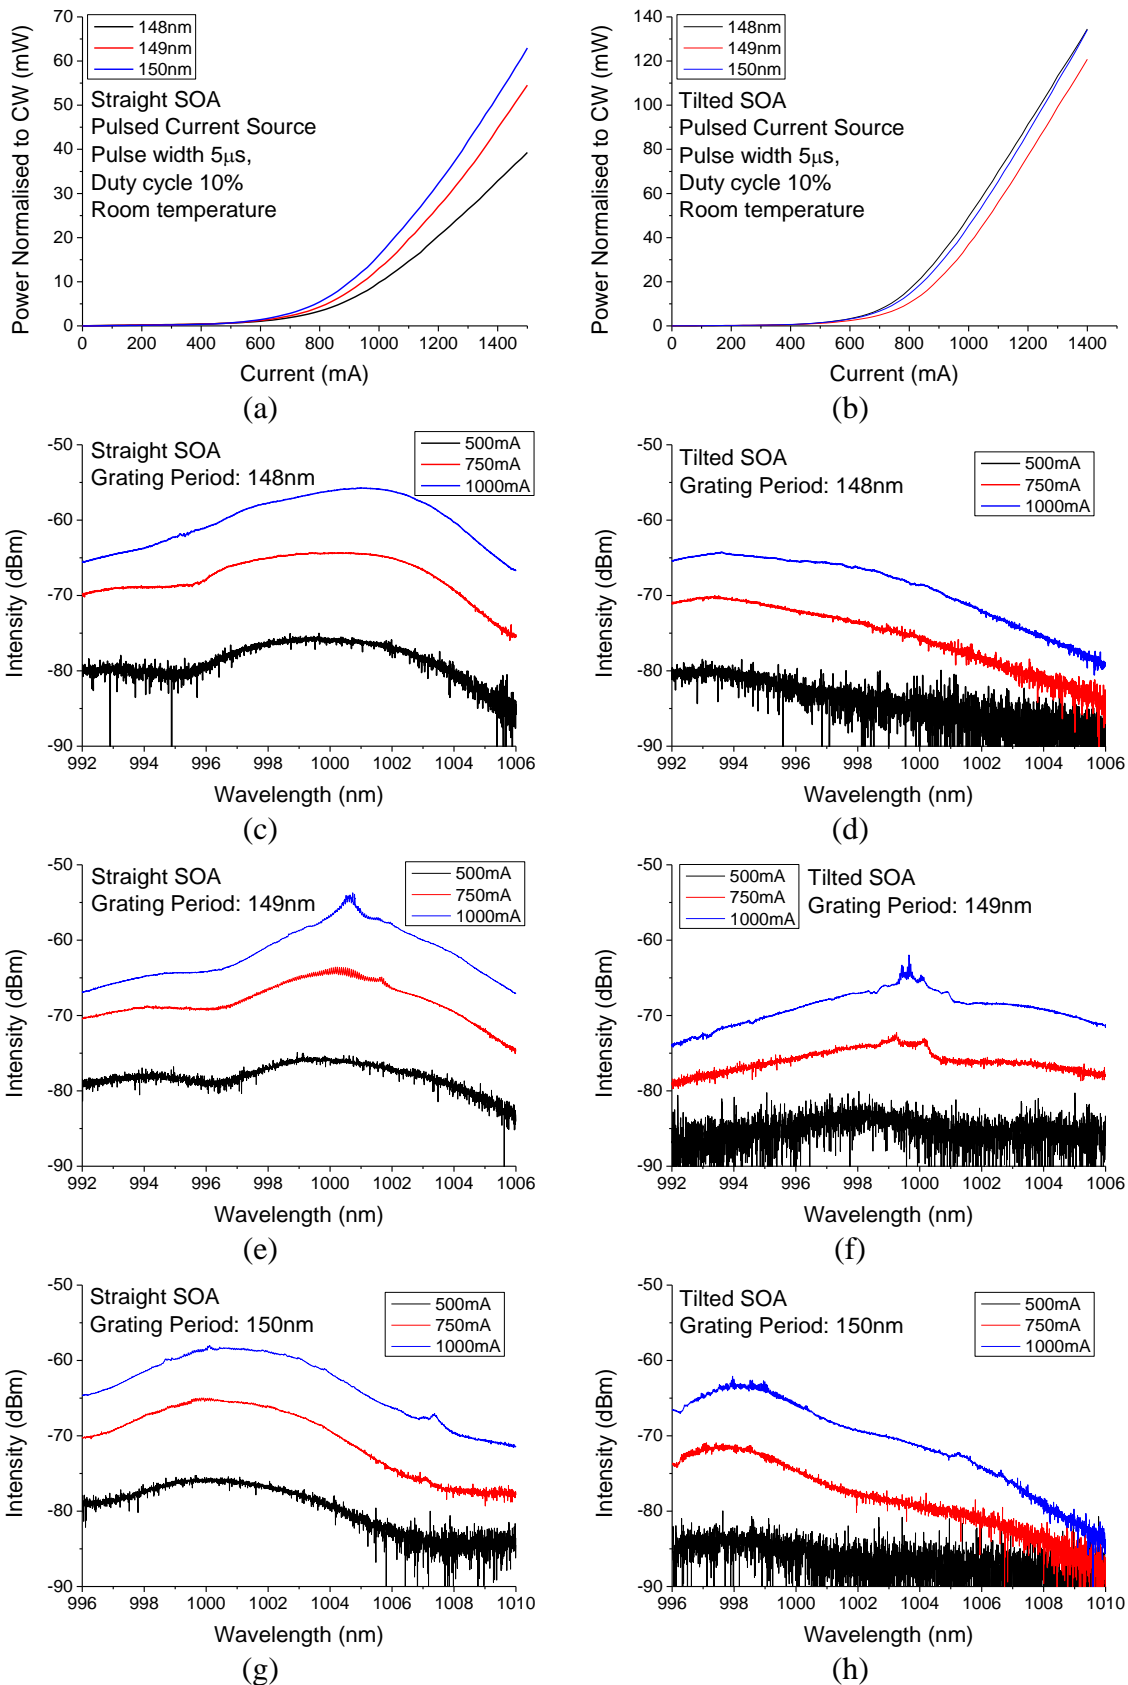 148nm
149nm
150nm
Straight SOA
Pulsed Current Source
Pulse width 5μs,
Duty cycle 10%
Room temperature
Power Normalised to CW (mW)
70
60
50
40
30
20
10
0
0 200 400 600 800 1000 1200 1400
Current (mA)
(a)
148nm
149nm
150nm
Tilted SOA
Pulsed Current Source
Pulse width 5μs,
Duty cycle 10%
Room temperature
Power Normalised to CW (mW)
140
120
100
80
60
40
20
0
0 200 400 600 800 1000 1200 1400
Current (mA)
(b)
Straight SOA
Grating Period: 148nm
500mA
750mA
1000mA
Intensity (dBm)
-50
-60
-70
-80
-90
992 994 996 998 1000 1002 1004 1006
Wavelength (nm)
(c)
Tilted SOA
Grating Period: 148nm
500mA
750mA
1000mA
Intensity (dBm)
-50
-60
-70
-80
-90
992 994 996 998 1000 1002 1004 1006
Wavelength (nm)
(d)
Straight SOA
Grating Period: 149nm
500mA
750mA
1000mA
Intensity (dBm)
-50
-60
-70
-80
-90
992 994 996 998 1000 1002 1004 1006
Wavelength (nm)
(e)
500mA
750mA
1000mA
Tilted SOA
Grating Period: 149nm
Intensity (dBm)
-50
-60
-70
-80
-90
992 994 996 998 1000 1002 1004 1006
Wavelength (nm)
(f)
Straight SOA
Grating Period: 150nm
500mA
750mA
1000mA
Intensity (dBm)
-50
-60
-70
-80
-90
996 998 1000 1002 1004 1006 1008 1010
Wavelength (nm)
(g)
Tilted SOA
Grating Period: 150nm
500mA
750mA
1000mA
Intensity (dBm)
-50
-60
-70
-80
-90
996 998 1000 1002 1004 1006 1008 1010
Wavelength (nm)
(h)